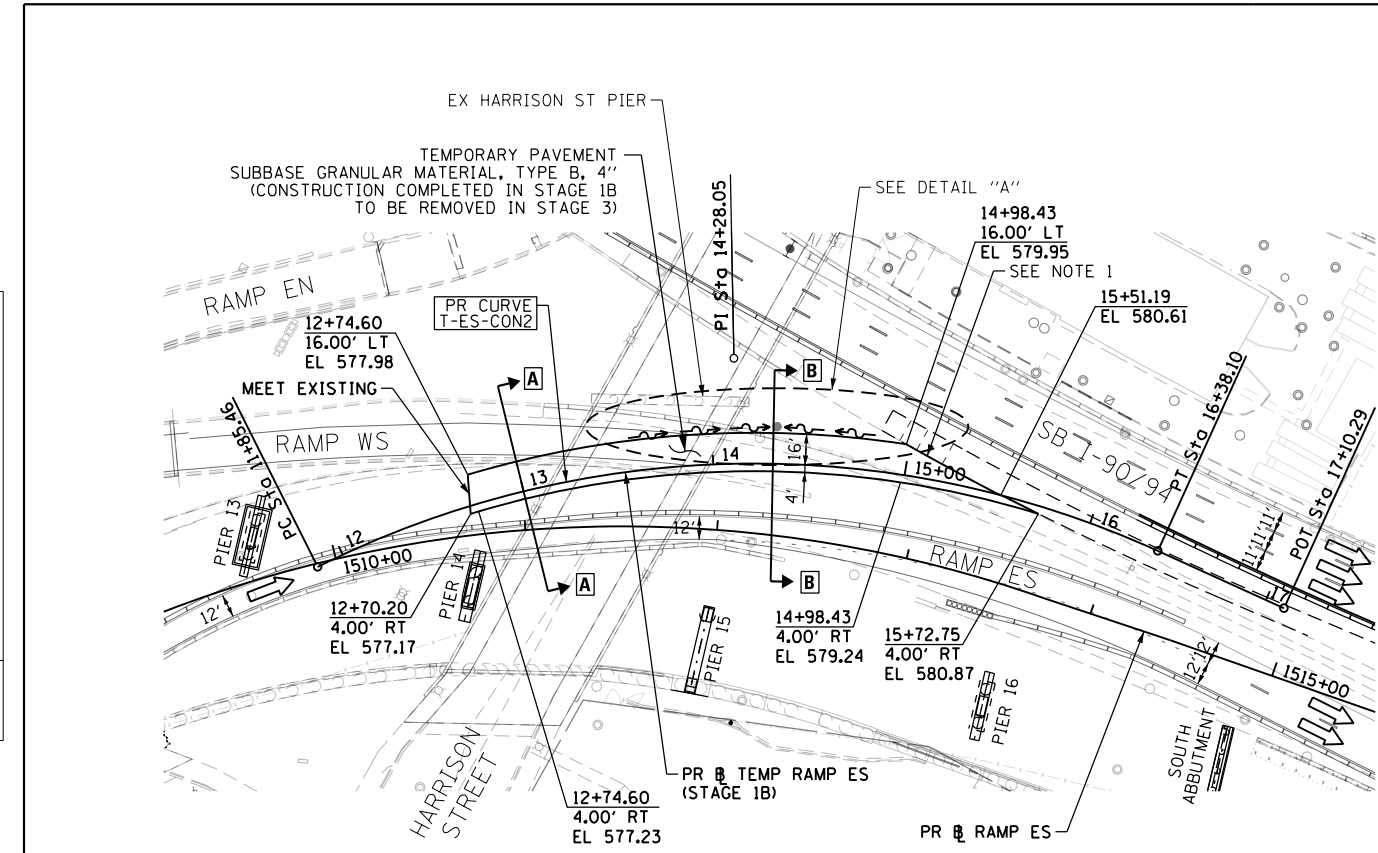 EX HARRISON ST PIER
TEMPORARY PAVEMENT
SUBBASE GRANULAR MATERIAL, TYPE B, 4''
(CONSTRUCTION COMPLETED IN STAGE 1B
TO BE REMOVED IN STAGE 3)
PI Sta 14+28.05
SEE DETAIL ''A''
14+98.43
16.00' LT
EL 579.95
SEE NOTE 1
15+51.19
EL 580.61
RAMP EN
PR CURVE
T-ES-CON2
12+74.60
16.00' LT
EL 577.98
MEET EXISTING
A
B
PC Sta 11+85.46
RAMP WS
SB I-90/94
PT Sta 16+38.10
POT Sta 17+10.29
13
14
16'
15+00
4'
16
11'
11'
11'
17
PIER 13
12
1510+00
12'
12'
PIER 14
A
B
RAMP ES
12+70.20
4.00' RT
EL 577.17
PIER 15
14+98.43
4.00' RT
EL 579.24
15+72.75
4.00' RT
EL 580.87
12'
12'
1515+00
PIER 16
SOUTH
ABBUTMENT
HARRISON
STREET
PR BL TEMP RAMP ES
(STAGE 1B)
12+74.60
4.00' RT
EL 577.23
PR BL RAMP ES